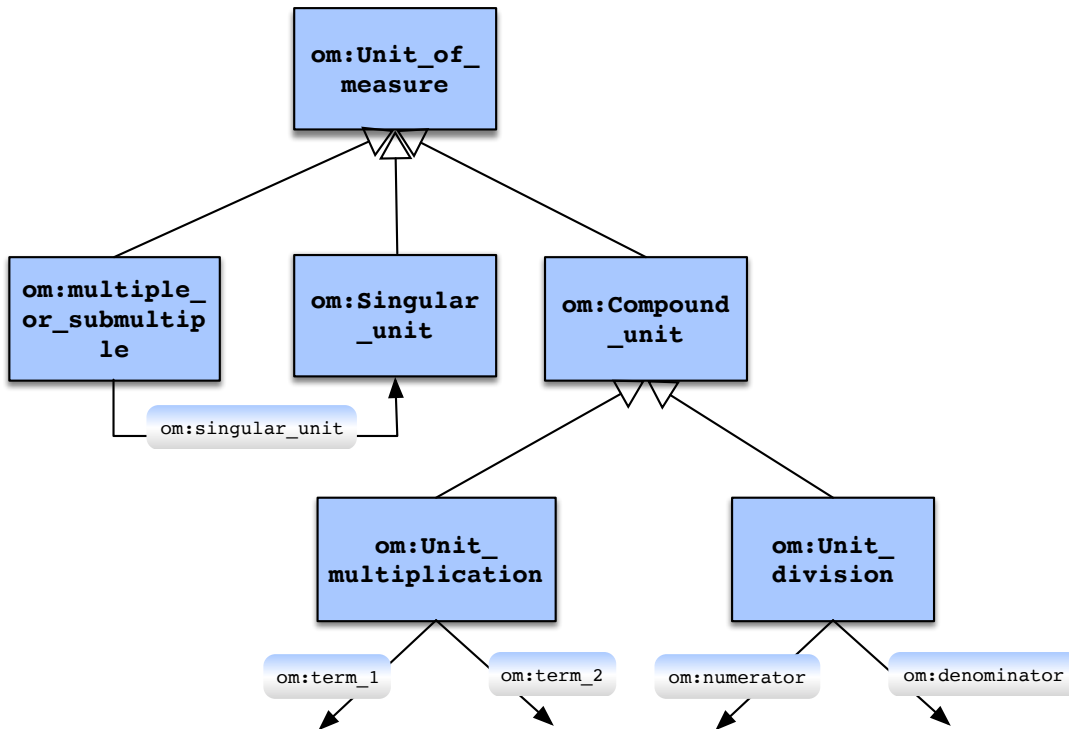 om:Unit_of_
measure
om:multiple_
or_submultip
le
om:Singular
_unit
om:Compound
_unit
om:singular_unit
om:Unit_
multiplication
om:Unit_
division
om:term_1
om:term_2
om:numerator
om:denominator